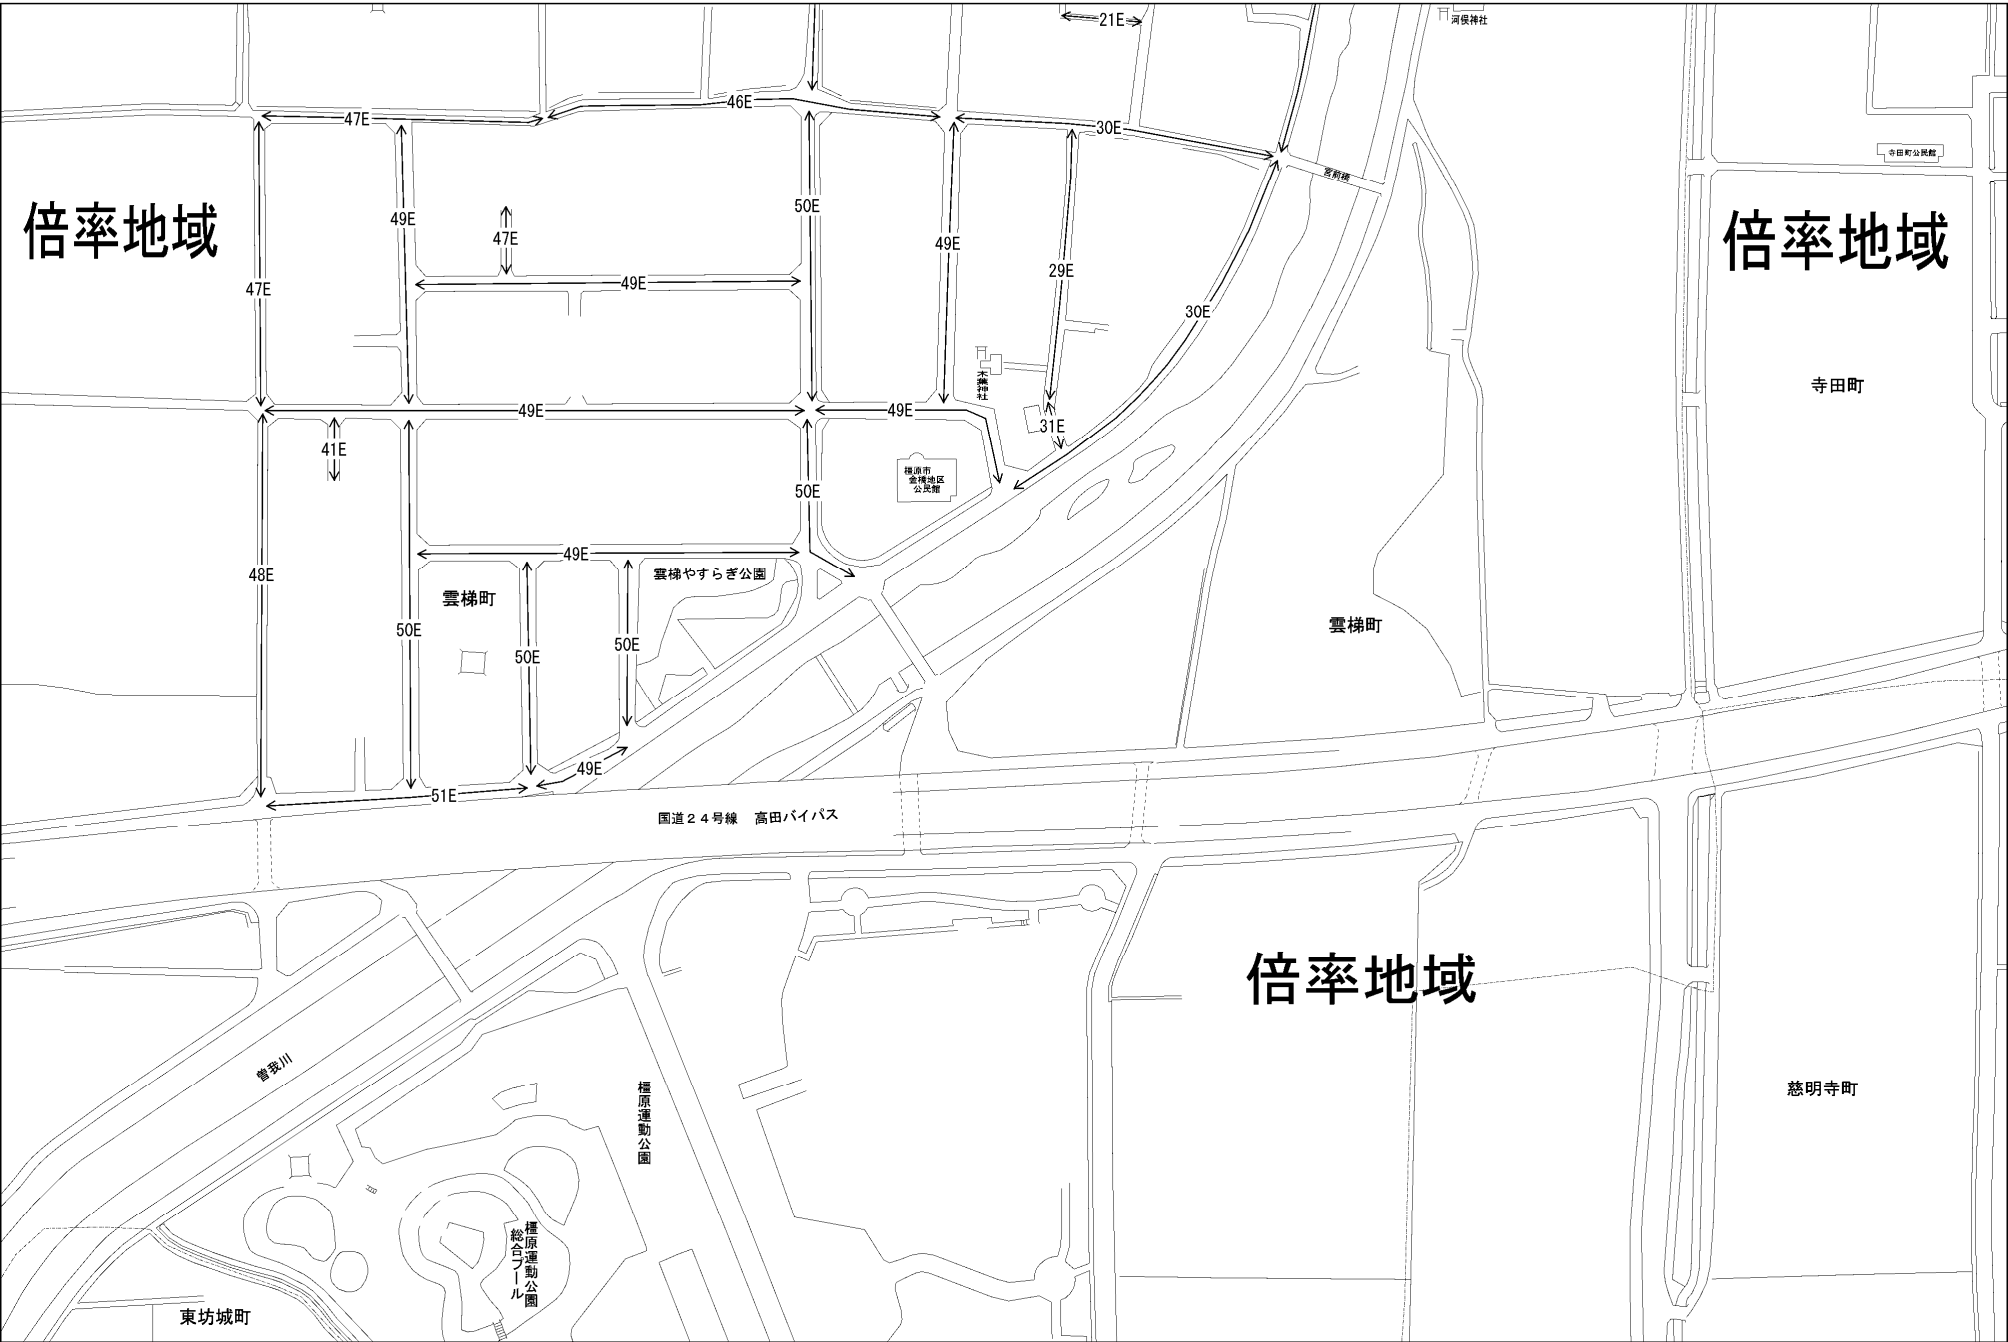 21E
河俣神社
46E
47E
30E
寺田町公民館
宮前橋
倍率地域
49E
47E
50E
49E
倍率地域
29E
47E
49E
30E
木葉神社
寺田町
49E
49E
31E
41E
橿原市
金橋地区
公民館
50E
49E
48E
雲梯やすらぎ公園
雲梯町
50E
50E
50E
雲梯町
49E
51E
国道24号線 高田バイパス
倍率地域
曽我川
橿原運動公園
慈明寺町
橿原運動公園
総合プール
東坊城町